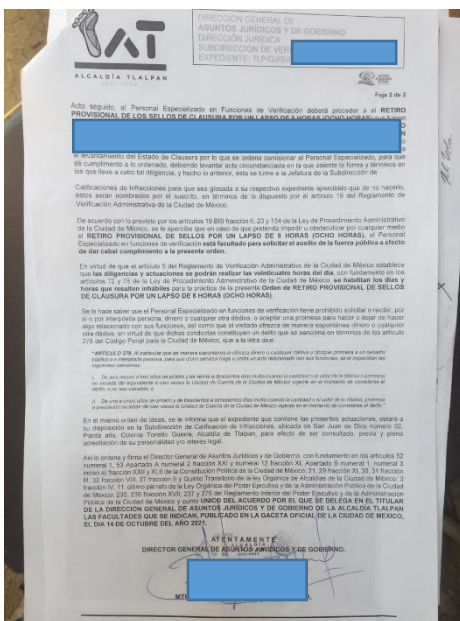 DIRECCIÓN GENERAL DE
ASUNTOS JURÍDICOS Y DE GOBIERNO
DIRECCIÓN JURÍDICA
SUBDIRECCIÓN DE
EXPEDIENTE:
AT
ALCALDÍA TLALPAN
Foja 2 de 2
Acto seguido, el Personal Especializado en Funciones de Verificación deberá proceder a el RETIRO
PROVISIONAL DE LOS SELLOS DE CLAUSURA POR UN LAPSO DE 8 HORAS (OCHO HORAS)
el levantamiento del Estado de Clausura por lo que se ordena comisionar al Personal Especializado, para que
dé cumplimiento a lo ordenado, debiendo levantar acta circunstanciada en la que asiente la forma y términos en
los que lleve a cabo tal diligencia, y hecho lo anterior, ésta se turne a la Jefatura de la Subdirección de
Calificaciones de Infracciones para que sea glosada a su respectivo expediente apercibido que de no hacerlo,
éstos serán nombrados por el suscrito, en términos de lo dispuesto por el artículo 18 del Reglamento de
Verificación Administrativa de la Ciudad de México.
De acuerdo con lo previsto por los artículos 19 BIS fracción II, 23 y 134 de la Ley de Procedimiento Administrativo
de la Ciudad de México, se le apercibe que en caso de que pretenda impedir u obstaculizar por cualquier medio
el RETIRO PROVISIONAL DE SELLOS POR UN LAPSO DE 8 HORAS (OCHO HORAS), el Personal
Especializado en funciones de verificación está facultado para solicitar el auxilio de la fuerza pública a efecto
de dar cabal cumplimiento a la presente orden.
En virtud de que el artículo 5 del Reglamento de Verificación Administrativa de la Ciudad de México establece
que las diligencias y actuaciones se podrán realizar las veinticuatro horas del día, con fundamento en los
artículos 72 y 75 de la Ley de Procedimiento Administrativo de la Ciudad de México, se habilitan los días y
horas que resulten inhábiles para la práctica de la presente Orden de RETIRO PROVISIONAL DE SELLOS
DE CLAUSURA POR UN LAPSO DE 8 HORAS (OCHO HORAS).
Se le hace saber que el Personal Especializado en funciones de verificación tiene prohibido solicitar o recibir, por
sí o por interpósita persona, dinero o cualquier otra dádiva, o aceptar una promesa para hacer o dejar de hacer
algo relacionado con sus funciones, así como que el visitado ofrezca de manera espontánea dinero o cualquier
otra dádiva, en virtud de que dichas conductas constituyen un delito que se sanciona en términos de los artículos
278 del Código Penal para la Ciudad de México, que a la letra dice:
"ARTÍCULO 278. Al particular que de manera espontánea le ofrezca dinero o cualquier dádiva u otorgue promesa a un servidor
público o a interpósita persona, para que dicho servidor haga u omita un acto relacionado con sus funciones, se le impondrán las
siguientes sanciones:
En el mismo orden de ideas, se le informa que el expediente que contiene las presentes actuaciones, estará a
su disposición en la Subdirección de Calificación de Infracciones, ubicada en San Juan de Dios número 92,
Planta alta, Colonia Toriello Guerra, Alcaldía de Tlalpan, para efecto de ser consultado, previa y plena
acreditación de su personalidad y/o interés legal.
Así lo ordena y firma el Director General de Asuntos Jurídicos y de Gobierno, con fundamento en los artículos 52
numeral 1, 53 Apartado A numeral 2 fracción XXI y numeral 12 fracción XI, Apartado B numeral 1, numeral 3
inciso a) fracción XXII y XLII de la Constitución Política de la Ciudad de México; 21, 29 fracción XI, 30, 31 fracción
III, 32 fracción VIII, 37 fracción II y Quinto Transitorio de la ley Orgánica de Alcaldías de la Ciudad de México; 3
fracción IV, 11 último párrafo de la Ley Orgánica del Poder Ejecutivo y de la Administración Pública de la Ciudad
de México; 230, 236 fracción XVIII, 237 y 275 del Reglamento Interior del Poder Ejecutivo y de la Administración
Pública de la Ciudad de México y punto UNICO DEL ACUERDO POR EL QUE SE DELEGA EN EL TITULAR
DE LA DIRECCIÓN GENERAL DE ASUNTOS JURÍDICOS Y DE GOBIERNO DE LA ALCALDÍA TLALPAN
LAS FACULTADES QUE SE INDICAN, PUBLICADO EN LA GACETA OFICIAL DE LA CIUDAD DE MÉXICO,
EL DÍA 14 DE OCTUBRE DEL AÑO 2021.
ATENTAMENTE
DIRECTOR GENERAL DE ASUNTOS JURÍDICOS Y DE GOBIERNO.